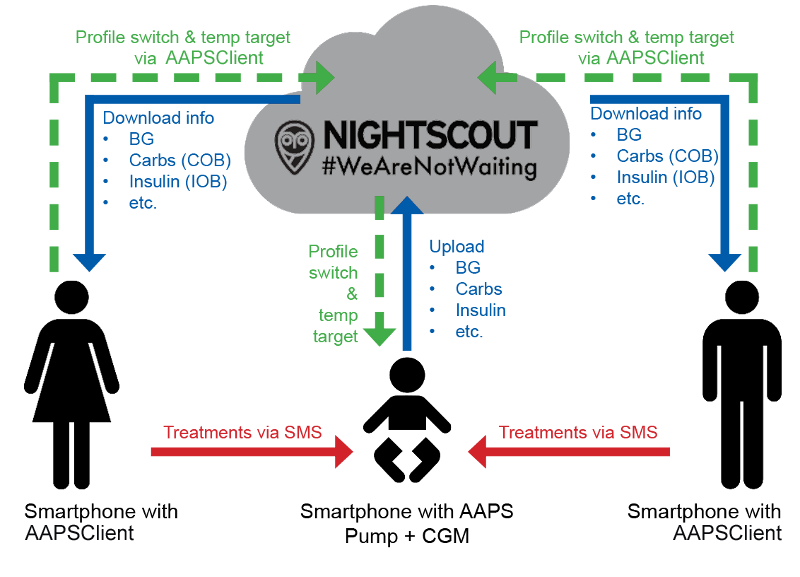 Profile switch & temp target
via AAPSClient
Profile switch & temp target
via AAPSClient
Download info
• BG
• Carbs (COB)
• Insulin (IOB)
• etc.
NIGHTSCOUT
#WeAreNotWaiting
Download info
• BG
• Carbs (COB)
• Insulin (IOB)
• etc.
Profile
switch
&
temp
target
Upload
• BG
• Carbs
• Insulin
• etc.
Treatments via SMS
Treatments via SMS
Smartphone with
AAPSClient
Smartphone with AAPS
Pump + CGM
Smartphone with
AAPSClient